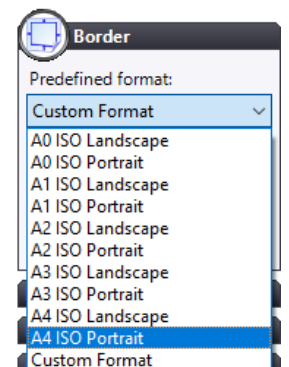 Border
Predefined format:
Custom Format
A0 ISO Landscape
A0 ISO Portrait
A1 ISO Landscape
A1 ISO Portrait
A2 ISO Landscape
A2 ISO Portrait
A3 ISO Landscape
A3 ISO Portrait
A4 ISO Landscape
A4 ISO Portrait
Custom Format